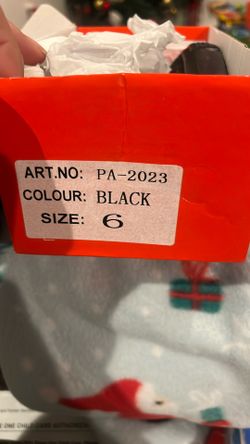 ART.NO: PA-2023
COLOUR: BLACK
SIZE: 6